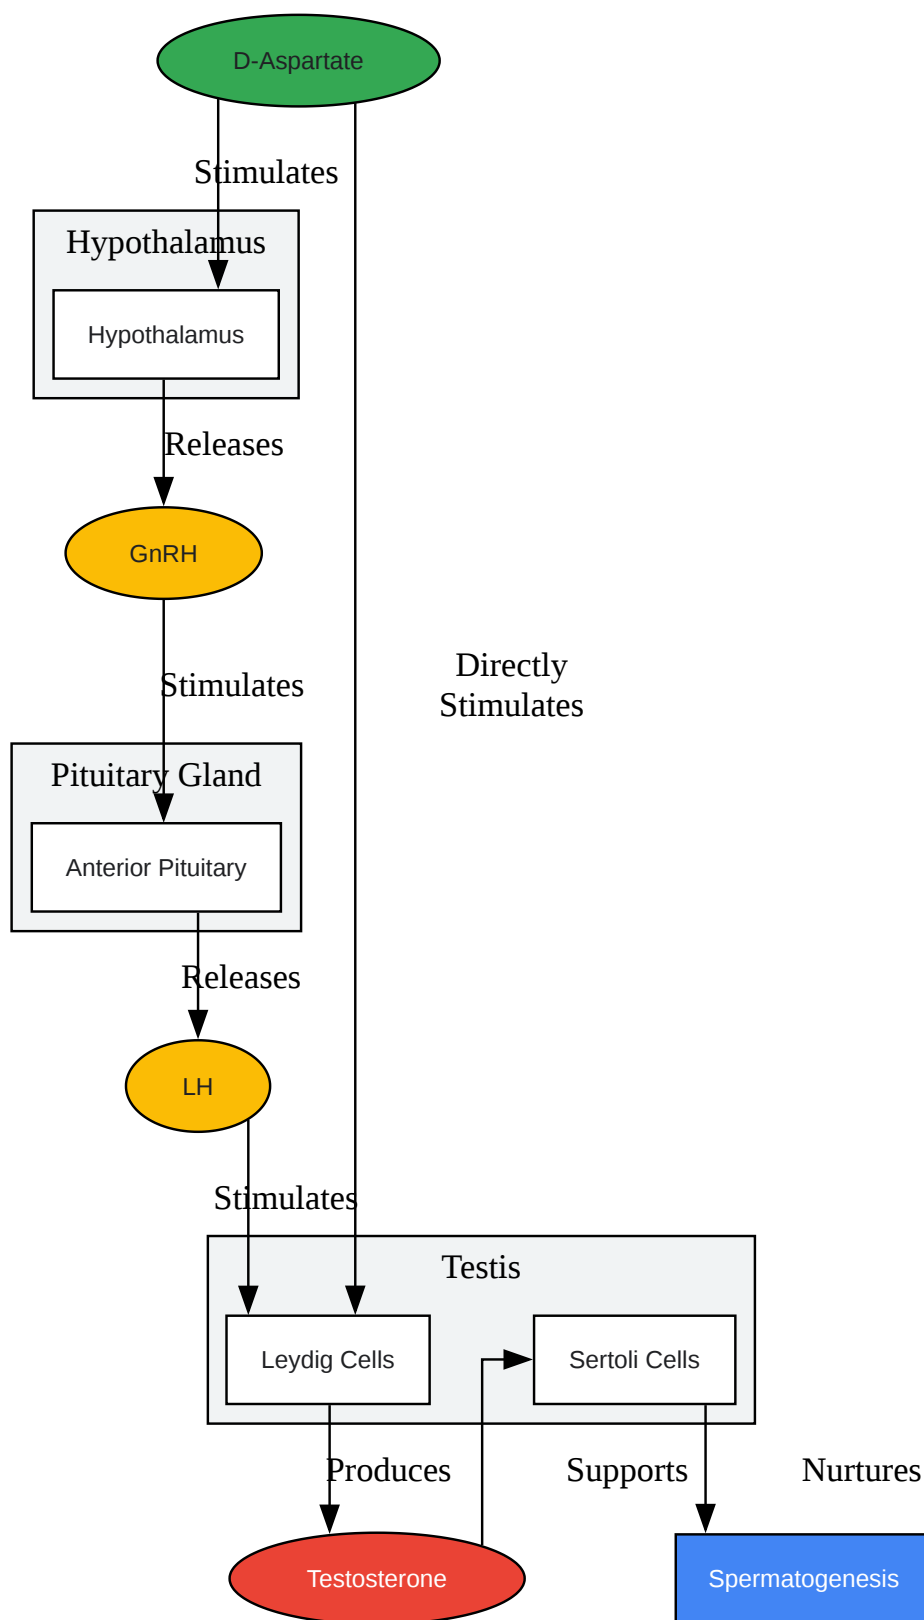 D-Aspartate
Stimulates
Hypothalamus
Hypothalamus
Releases
GnRH
Stimulates
Directly
Stimulates
Pituitary Gland
Anterior Pituitary
Releases
LH
Stimulates
Testis
Leydig Cells
Sertoli Cells
Produces
Supports
Nurtures
Testosterone
Spermatogenesis